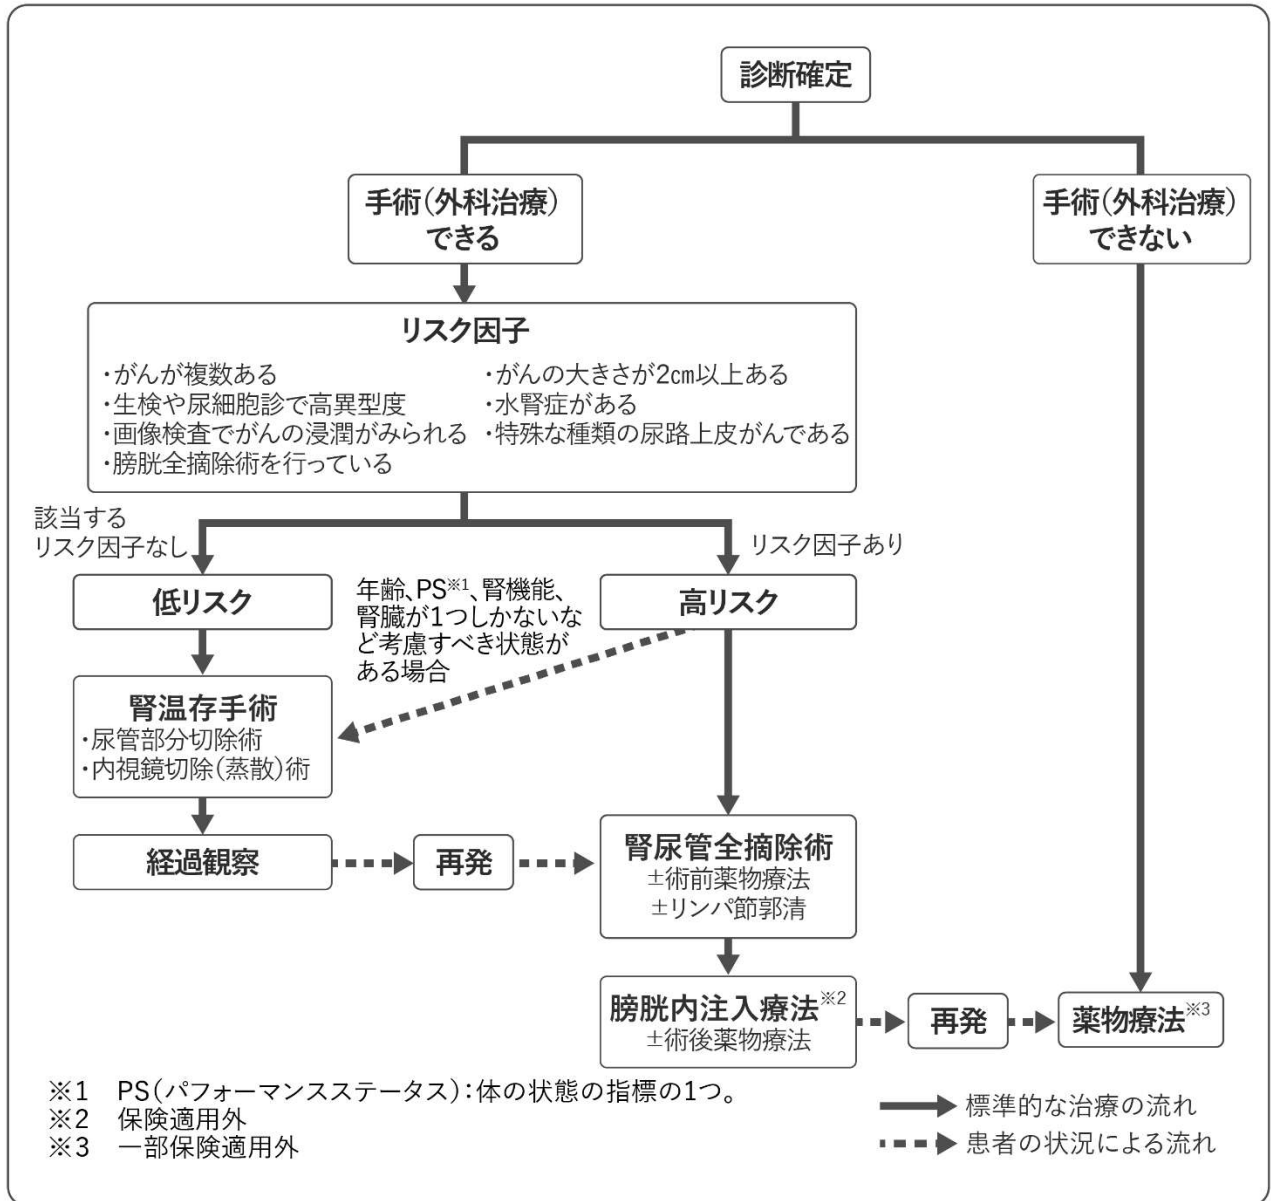 診断確定
手術（外科治療）
できる
手術（外科治療）
できない
リスク因子
・がんが複数ある
・生検や尿細胞診で高異型度
・画像検査でがんの浸潤がみられる
・膀胱全摘除術を行っている
・がんの大きさが2㎝以上ある
・水腎症がある
・特殊な種類の尿路上皮がんである
該当する
リスク因子なし
リスク因子あり
低リスク
年齢、PS※1、腎機能、
腎臓が1つしかないな
ど考慮すべき状態が
ある場合
高リスク
腎温存手術
・尿管部分切除術
・内視鏡切除（蒸散）術
経過観察
再発
腎尿管全摘除術
±術前薬物療法
±リンパ節郭清
膀胱内注入療法※2
±術後薬物療法
再発
薬物療法※3
※1　PS（パフォーマンスステータス）：体の状態の指標の1つ。
※2　保険適用外
※3　一部保険適用外
標準的な治療の流れ
患者の状況による流れ